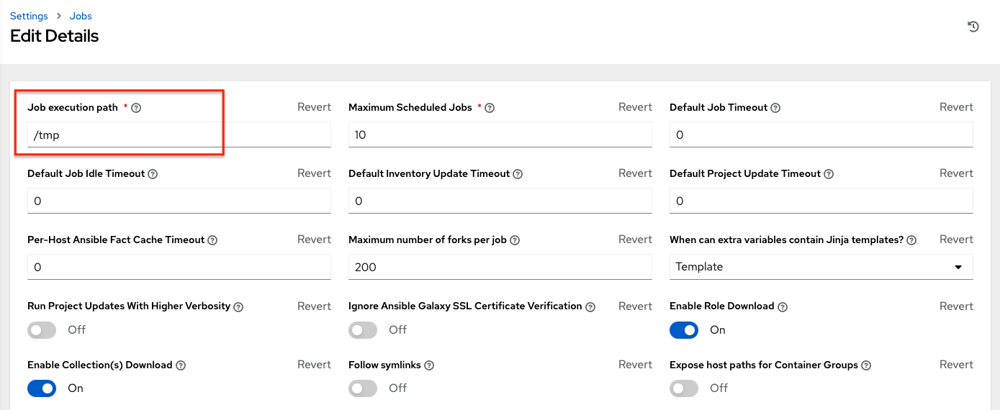 Settings > Jobs
Edit Details
Job execution path * Revert Maximum Scheduled Jobs * Revert Default Job Timeout Revert
/tmp 10 0
Default Job Idle Timeout Revert Default Inventory Update Timeout Revert Default Project Update Timeout Revert
0 0 0
Per-Host Ansible Fact Cache Timeout Revert Maximum number of forks per job Revert When can extra variables contain Jinja templates? Revert
0 200 Template
Run Project Updates With Higher Verbosity Revert Ignore Ansible Galaxy SSL Certificate Verification Revert Enable Role Download Revert
Off Off On
Enable Collection(s) Download Revert Follow symlinks Revert Expose host paths for Container Groups Revert
On Off Off